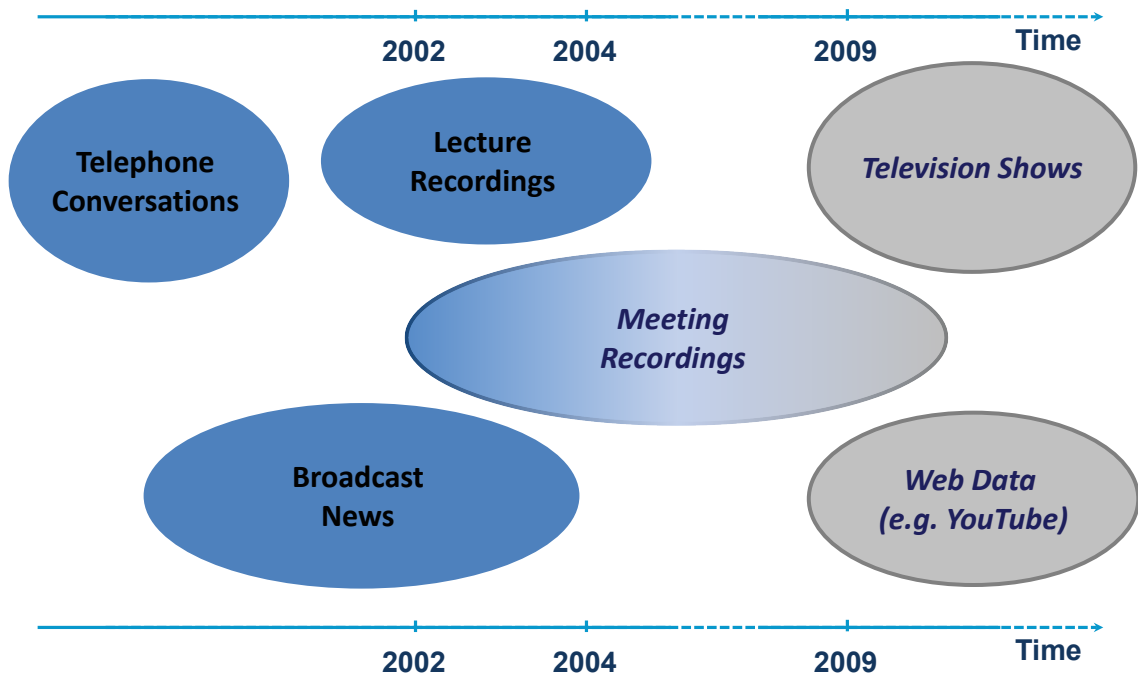 2002 2004 2009 Time
Telephone
Conversations
Lecture
Recordings
Television Shows
Meeting
Recordings
Broadcast
News
Web Data
(e.g. YouTube)
2002 2004 2009 Time